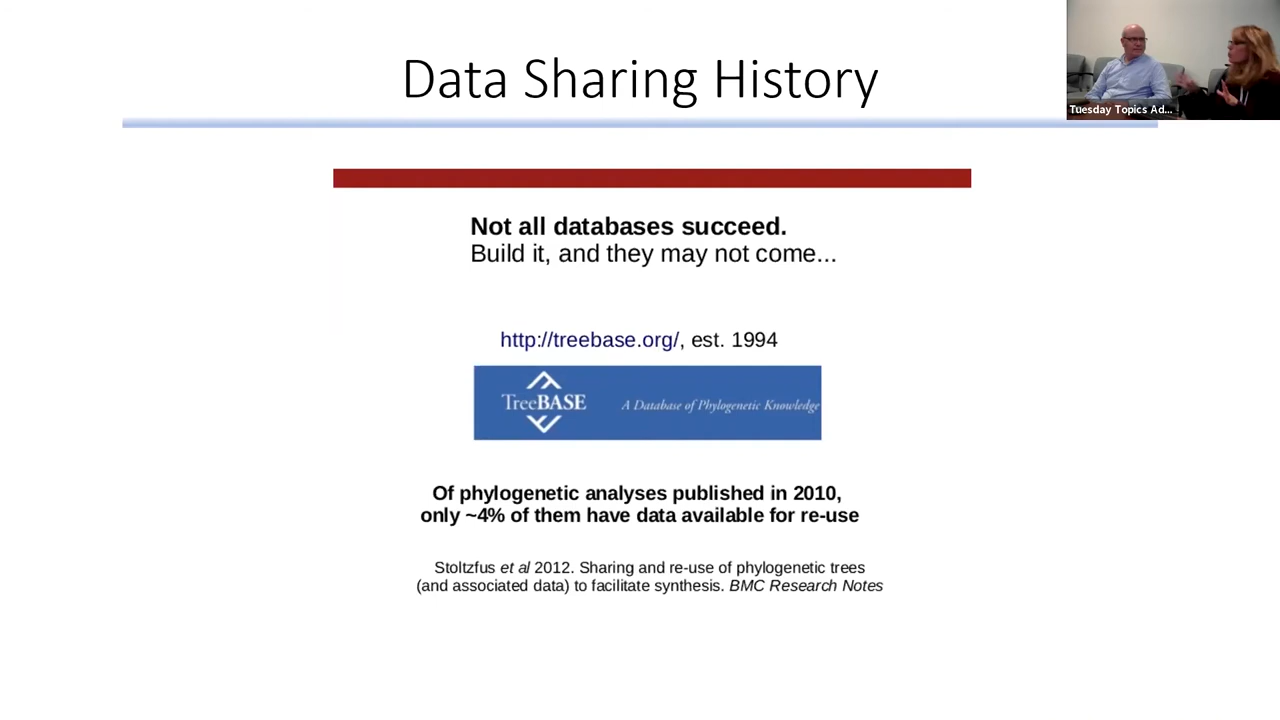 Data Sharing History
Tuesday Topics Ad...
Not all databases succeed.
Build it, and they may not come...
http://treebase.org/, est. 1994
TreeBASE
A Database of Phylogenetic Knowledge
Of phylogenetic analyses published in 2010,
only ~4% of them have data available for re-use
Stoltzfus et al 2012. Sharing and re-use of phylogenetic trees
(and associated data) to facilitate synthesis. BMC Research Notes